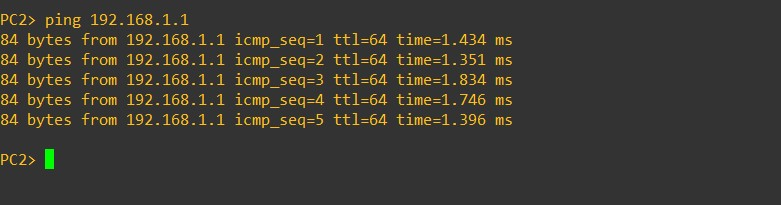 PC2> ping 192.168.1.1
84 bytes from 192.168.1.1 icmp_seq=1 ttl=64 time=1.434 ms
84 bytes from 192.168.1.1 icmp_seq=2 ttl=64 time=1.351 ms
84 bytes from 192.168.1.1 icmp_seq=3 ttl=64 time=1.834 ms
84 bytes from 192.168.1.1 icmp_seq=4 ttl=64 time=1.746 ms
84 bytes from 192.168.1.1 icmp_seq=5 ttl=64 time=1.396 ms
PC2>